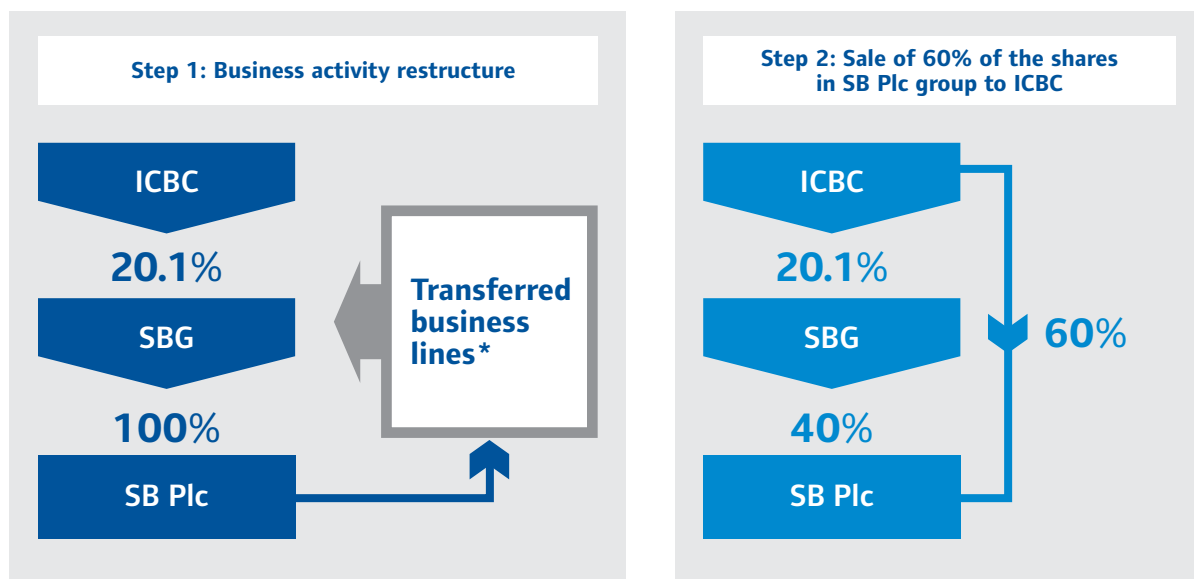 Step 1: Business activity restructure
ICBC
20.1%
SBG
100%
SB Plc
Transferred
business
lines*
Step 2: Sale of 60% of the shares
in SB Plc group to ICBC
ICBC
20.1%
SBG
60%
40%
SB Plc